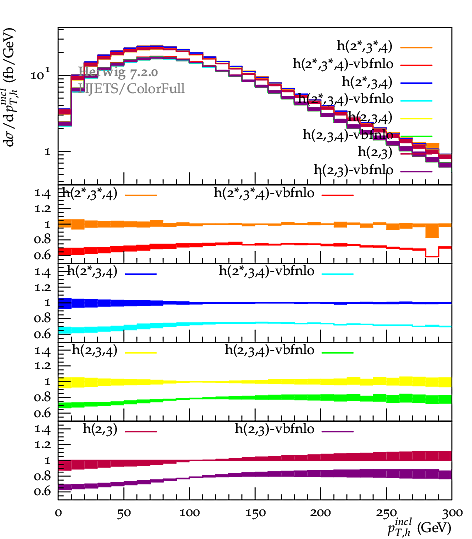 dσ/dp_{T,h}^{incl} (fb/GeV)
10^1
1
Herwig 7.2.0
HJETS/ColorFull
h(2*,3*,4)
h(2*,3*,4)-vbfnlo
h(2*,3,4)
h(2*,3,4)-vbfnlo
h(2,3,4)
h(2,3,4)-vbfnlo
h(2,3)
h(2,3)-vbfnlo
h(2*,3*,4) h(2*,3*,4)-vbfnlo
1.4
1.2
1
0.8
0.6
h(2*,3,4) h(2*,3,4)-vbfnlo
1.4
1.2
1
0.8
0.6
h(2,3,4) h(2,3,4)-vbfnlo
1.4
1.2
1
0.8
0.6
h(2,3) h(2,3)-vbfnlo
1.4
1.2
1
0.8
0.6
0 50 100 150 200 250 300
p_{T,h}^{incl} (GeV)